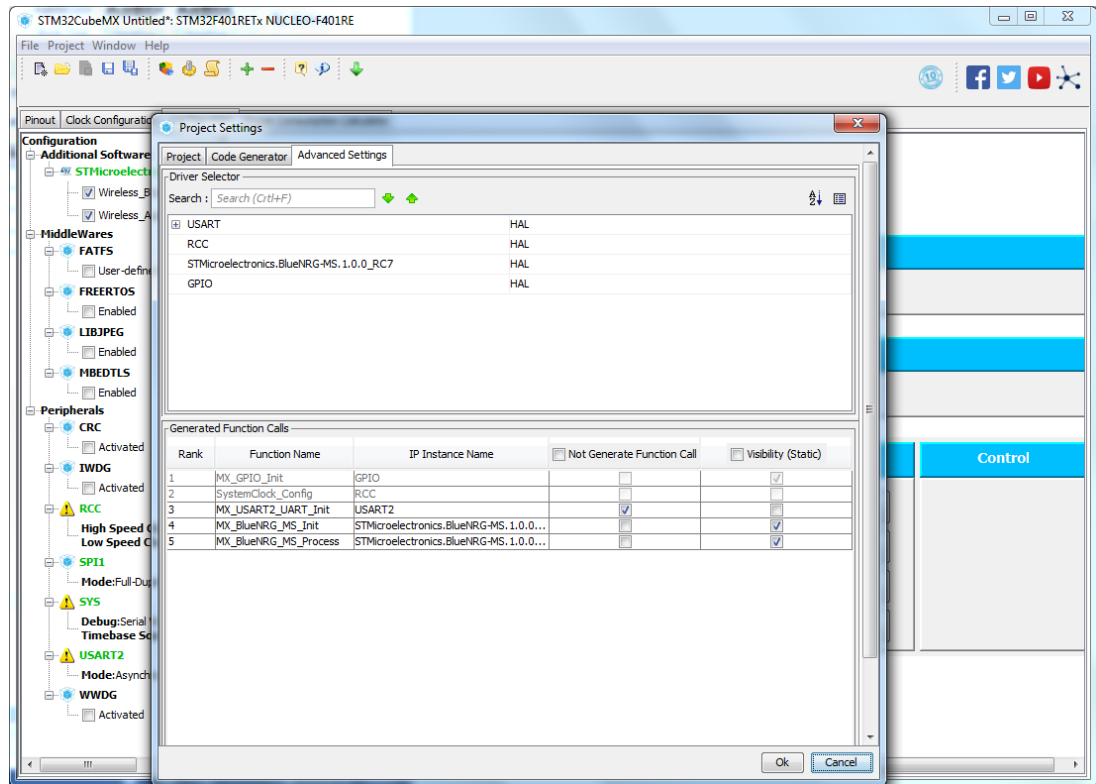 STM32CubeMX Untitled*: STM32F401RETx NUCLEO-F401RE
File Project Window Help
10
Pinout Clock Configuratio
Configuration
Additional Software
STMicroelectr
Wireless_B
Wireless_A
MiddleWares
FATFS
User-define
FREERTOS
Enabled
LIBJPEG
Enabled
MBEDTLS
Enabled
Peripherals
CRC
Activated
IWDG
Activated
RCC
High Speed C
Low Speed C
SPI1
Mode:Full-Dup
SYS
Debug:Serial
Timebase So
USART2
Mode:Asynch
WWDG
Activated
Project Settings
Project Code Generator Advanced Settings
Driver Selector
Search : Search (Crtl+F)
USART HAL
RCC HAL
STMicroelectronics.BlueNRG-MS.1.0.0_RC7 HAL
GPIO HAL
Generated Function Calls
Rank Function Name IP Instance Name Not Generate Function Call Visibility (Static)
1 MX_GPIO_Init GPIO
2 SystemClock_Config RCC
3 MX_USART2_UART_Init USART2
4 MX_BlueNRG_MS_Init STMicroelectronics.BlueNRG-MS.1.0.0...
5 MX_BlueNRG_MS_Process STMicroelectronics.BlueNRG-MS.1.0.0...
Ok Cancel
Control